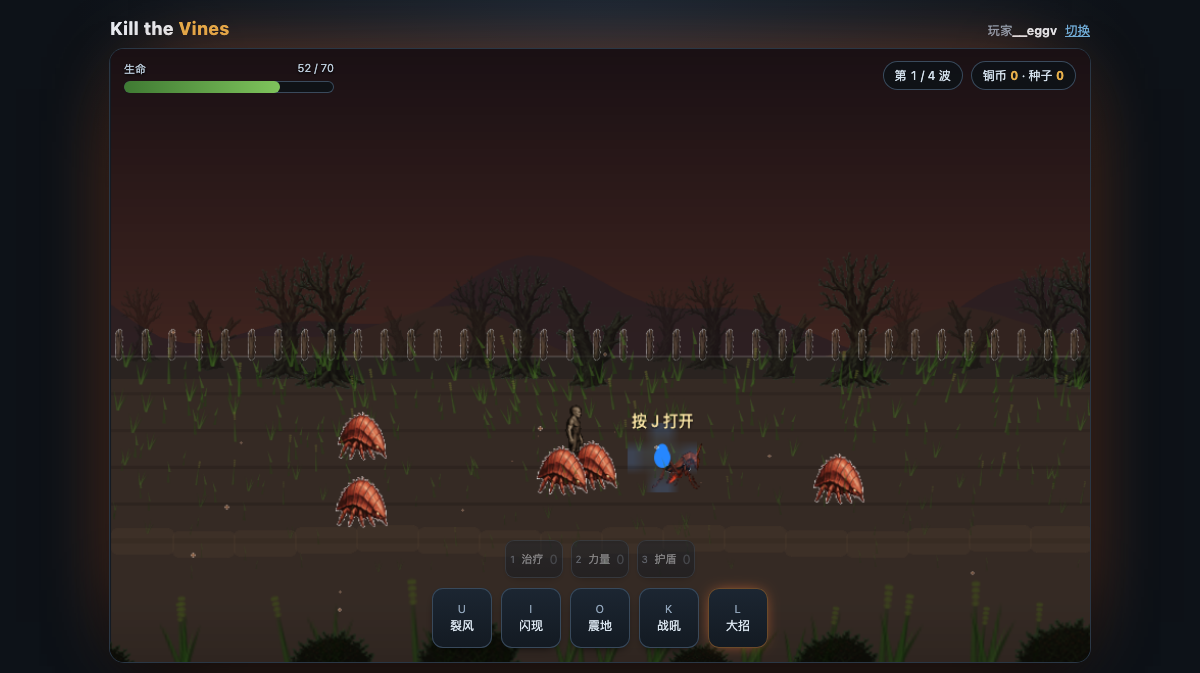 Kill the Vines
玩家__eggv 切换
生命 52 / 70
第 1 / 4 波 铜币 0 · 种子 0
按 J 打开
1 治疗 0 2 力量 0 3 护盾 0
U I O K L
裂风 闪现 震地 战吼 大招